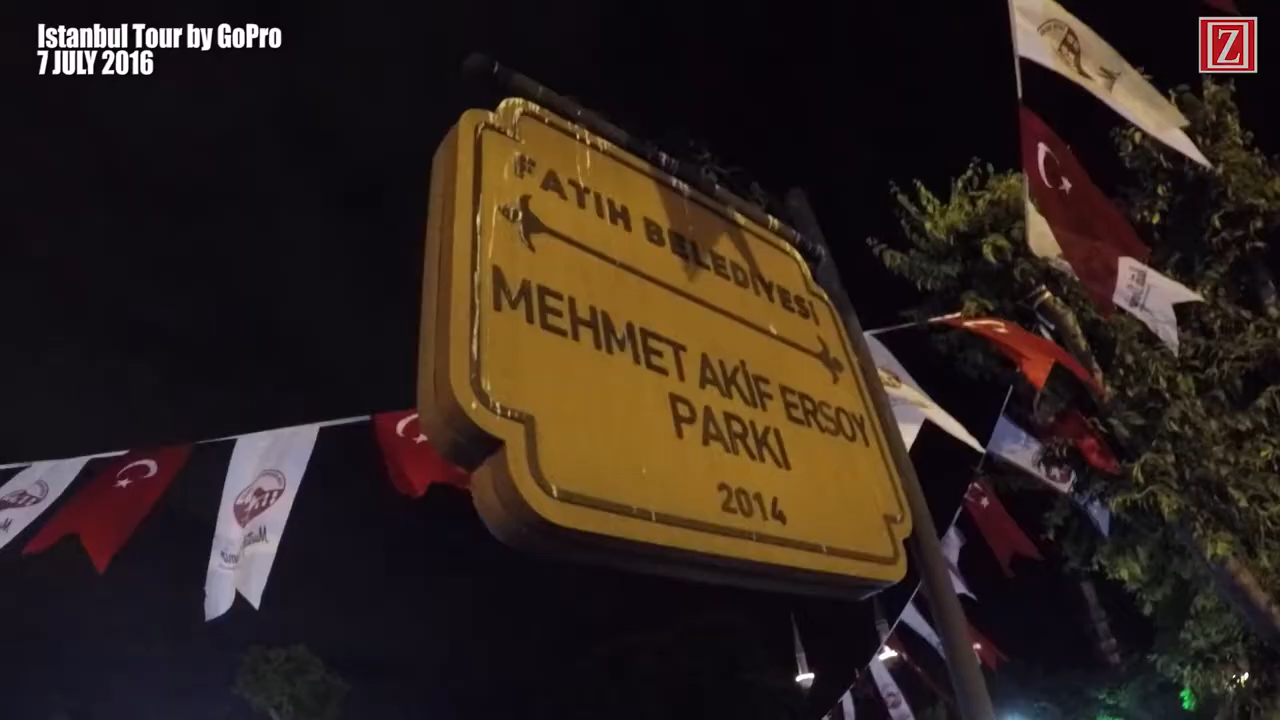 Istanbul Tour by GoPro
7 JULY 2016
Z
FATIH BELEDİYESİ
MEHMET AKİF ERSOY
PARKI
2014